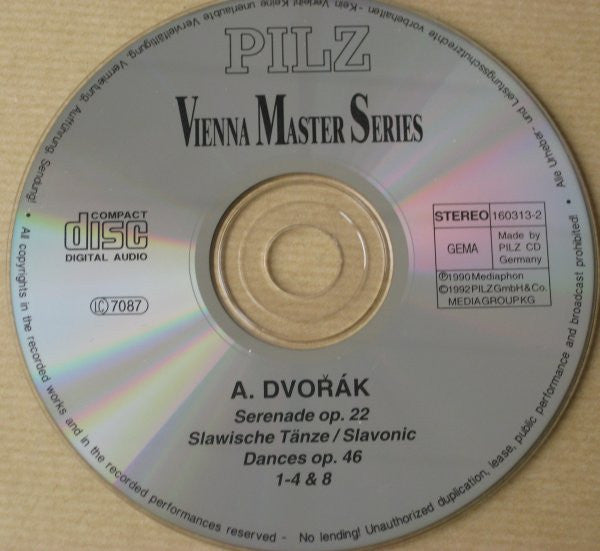 PILZ
VIENNA MASTER SERIES
COMPACT
disc
DIGITAL AUDIO
LC 7087
STEREO 160313-2
GEMA
Made by
PILZ CD
Germany
Ⓟ1990 Mediaphon
©1992 PILZ GmbH & Co.
MEDIAGROUP KG
A. DVOŘÁK
Serenade op. 22
Slawische Tänze / Slavonic
Dances op. 46
1-4 & 8
• All copyrights in the recorded works and in the recorded performances reserved - No lending! Unauthorized duplication, lease, public performance and broadcast prohibited! • Alle Urheber- und Leistungsschutzrechte vorbehalten - Kein Verleih! Keine unerlaubte Vervielfältigung, Vermietung, Aufführung, Sendung!